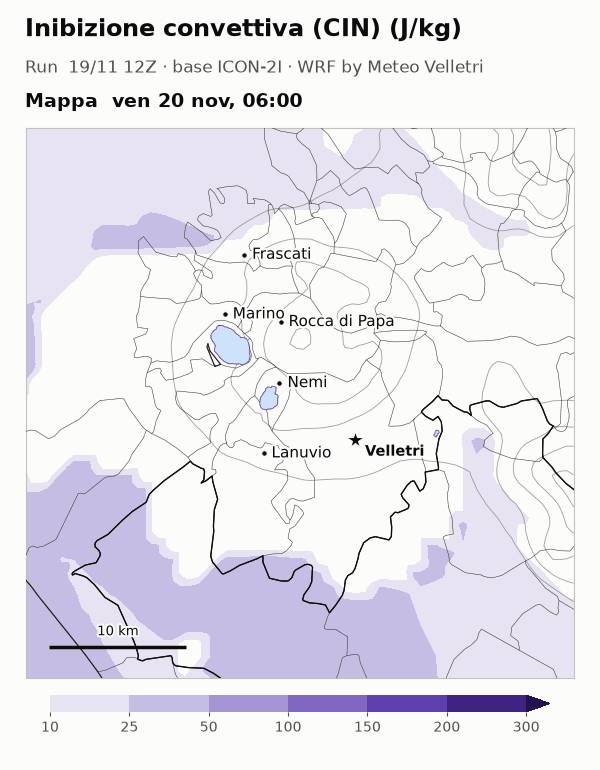 Inibizione convettiva (CIN) (J/kg)
Run  19/11 12Z · base ICON-2I · WRF by Meteo Velletri
Mappa  ven 20 nov, 06:00
Frascati
Marino
Rocca di Papa
Nemi
Velletri
Lanuvio
10 km
10 25 50 100 150 200 300